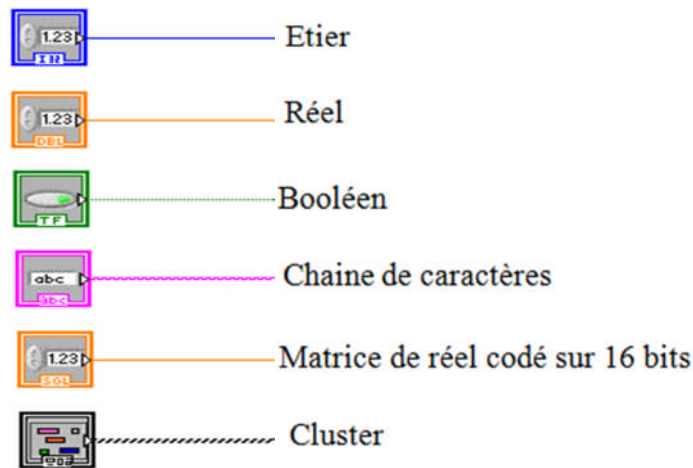 1.23 Etier
I32
1.23 Réel
DBL
Booléen
TF
abc Chaine de caractères
abc
1.23 Matrice de réel codé sur 16 bits
SGL
Cluster